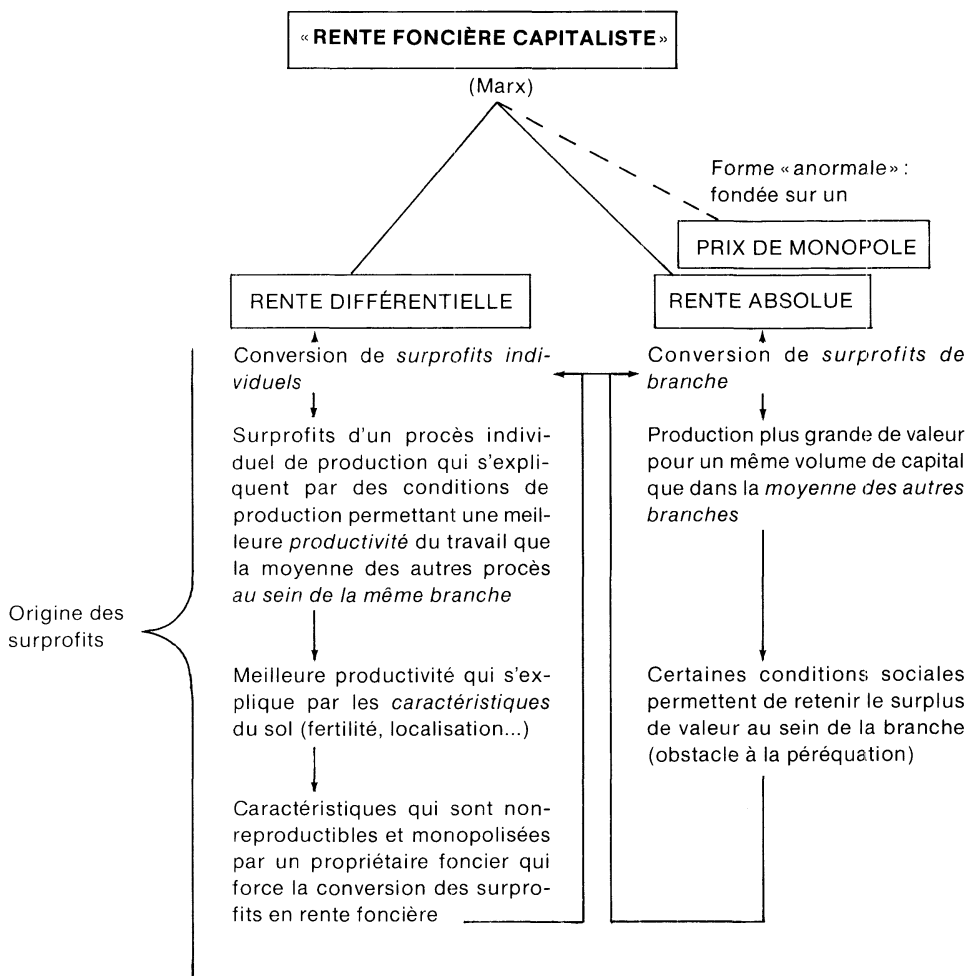 « RENTE FONCIÈRE CAPITALISTE »
(Marx)
Forme « anormale » :
fondée sur un
PRIX DE MONOPOLE
RENTE DIFFÉRENTIELLE
RENTE ABSOLUE
Origine des
surprofits
Conversion de surprofits indi-
viduels
Surprofits d'un procès indivi-
duel de production qui s'expli-
quent par des conditions de
production permettant une meil-
leure productivité du travail que
la moyenne des autres procès
au sein de la même branche
Meilleure productivité qui s'ex-
plique par les caractéristiques
du sol (fertilité, localisation...)
Caractéristiques qui sont non-
reproductibles et monopolisées
par un propriétaire foncier qui
force la conversion des surpro-
fits en rente foncière
Conversion de surprofits de
branche
Production plus grande de valeur
pour un même volume de capital
que dans la moyenne des autres
branches
Certaines conditions sociales
permettent de retenir le surplus
de valeur au sein de la branche
(obstacle à la péréquation)